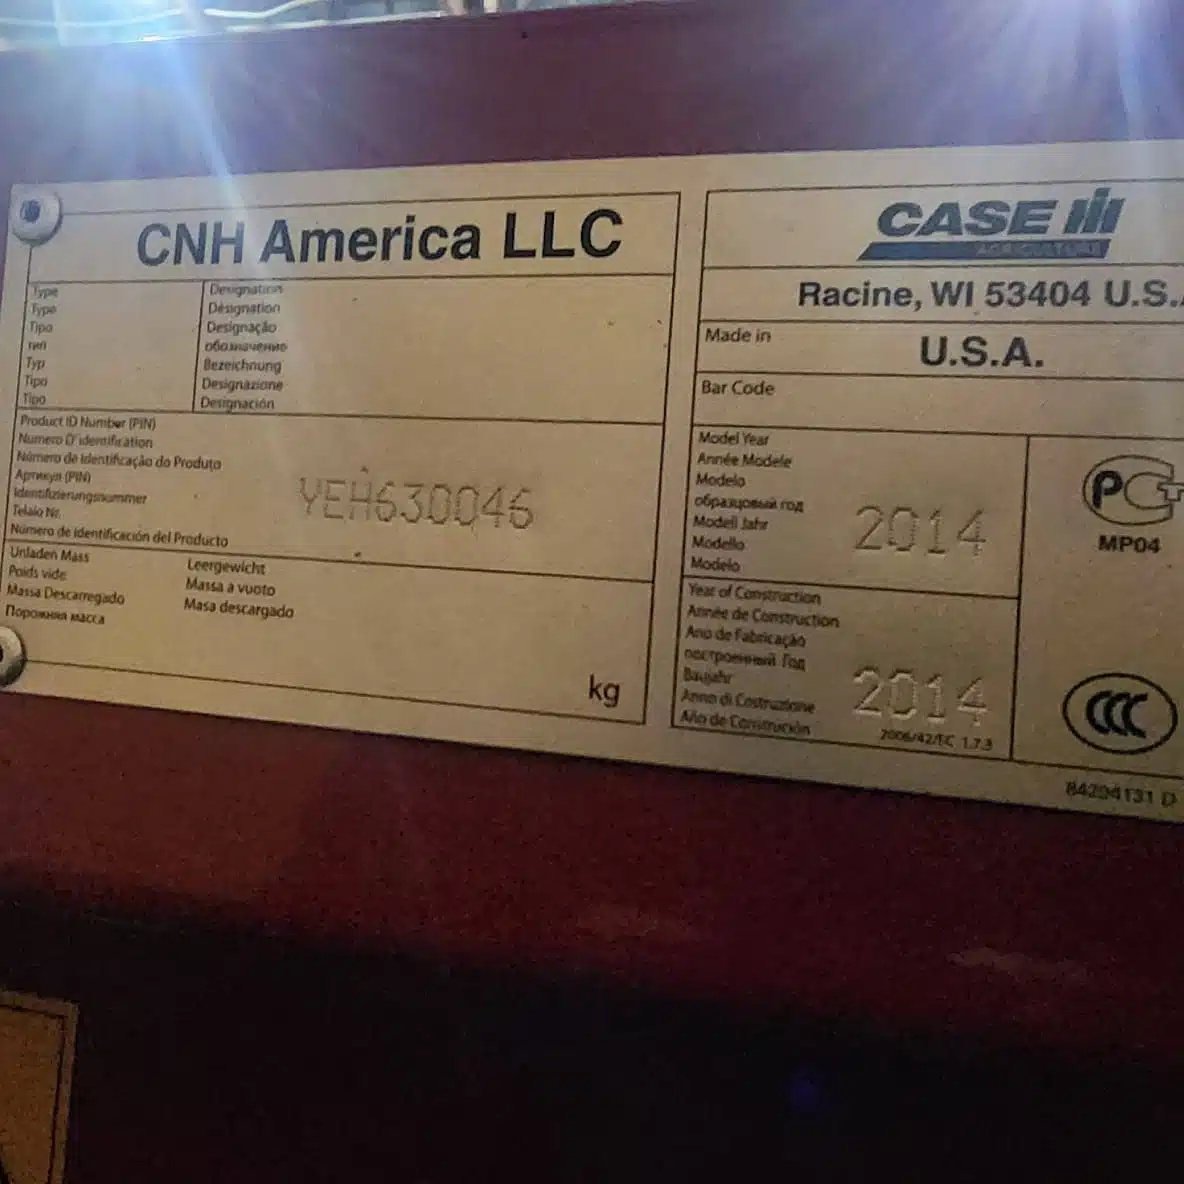 CNH America LLC
Type
Type
Tipo
тип
Typ
Tipo
Tipo
Designation
Désignation
Designação
обозначение
Bezeichnung
Designazione
Designación
Product ID Number (PIN)
Numero D' identification
Número de Identificação do Produto
Артикул (PIN)
Identifizierungsnummer
Telaio Nr.
Número de Identificación del Producto
YEH630046
Unladen Mass
Poids vide
Massa Descarregado
Порожняя масса
Leergewicht
Massa a vuoto
Masa descargado
kg
CASE IH
AGRICULTURE
Racine, WI 53404 U.S.
Made in
U.S.A.
Bar Code
Model Year
Année Modele
Modelo
образцовый год
Modell Jahr
Modello
Modelo
2014
Year of Construction
Année de Construction
Ano de Fabricação
построенный Год
Baujahr
Anno di Costruzione
Año de Construción
2014
2006/42/EC 1.7.3
РСТ
MP04
CCC
84294131 D